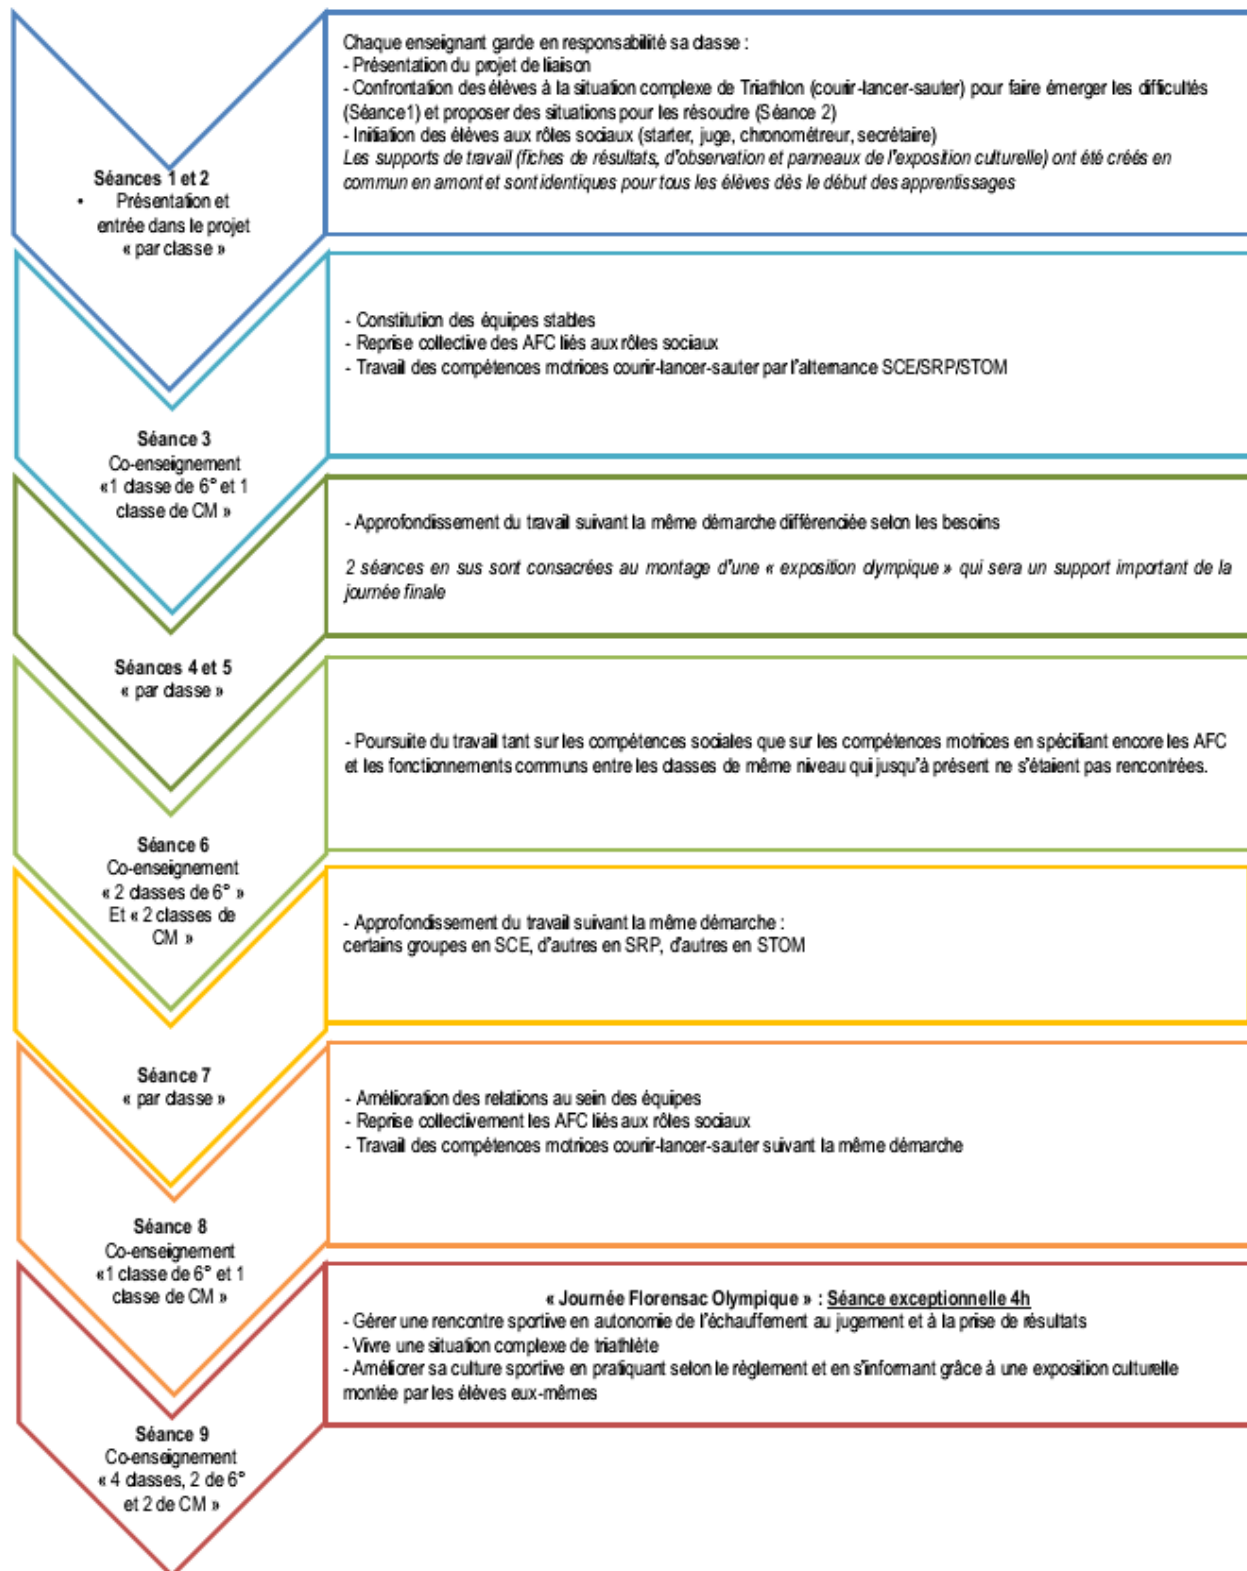 Chaque enseignant garde en responsabilité sa classe :
- Présentation du projet de liaison
- Confrontation des élèves à la situation complexe de Triathlon (courir-lancer-sauter) pour faire émerger les difficultés
(Séance1) et proposer des situations pour les résoudre (Séance 2)
- Initiation des élèves aux rôles sociaux (starter, juge, chronométreur, secrétaire)
Les supports de travail (fiches de résultats, d'observation et panneaux de l'exposition culturelle) ont été créés en
commun en amont et sont identiques pour tous les élèves dès le début des apprentissages
Séances 1 et 2
• Présentation et
entrée dans le projet
« par classe »
- Constitution des équipes stables
- Reprise collective des AFC liés aux rôles sociaux
- Travail des compétences motrices courir-lancer-sauter par l'alternance SCE/SRP/STOM
Séance 3
Co-enseignement
«1 classe de 6° et 1
classe de CM »
- Approfondissement du travail suivant la même démarche différenciée selon les besoins
2 séances en sus sont consacrées au montage d'une « exposition olympique » qui sera un support important de la
journée finale
Séances 4 et 5
« par classe »
- Poursuite du travail tant sur les compétences sociales que sur les compétences motrices en spécifiant encore les AFC
et les fonctionnements communs entre les classes de même niveau qui jusqu'à présent ne s'étaient pas rencontrées.
Séance 6
Co-enseignement
« 2 classes de 6° »
Et « 2 classes de
CM »
- Approfondissement du travail suivant la même démarche :
certains groupes en SCE, d'autres en SRP, d'autres en STOM
Séance 7
« par classe »
- Amélioration des relations au sein des équipes
- Reprise collectivement les AFC liés aux rôles sociaux
- Travail des compétences motrices courir-lancer-sauter suivant la même démarche
Séance 8
Co-enseignement
«1 classe de 6° et 1
classe de CM »
« Journée Florensac Olympique » : Séance exceptionnelle 4h
- Gérer une rencontre sportive en autonomie de l'échauffement au jugement et à la prise de résultats
- Vivre une situation complexe de triathlète
- Améliorer sa culture sportive en pratiquant selon le règlement et en s'informant grâce à une exposition culturelle
montée par les élèves eux-mêmes
Séance 9
Co-enseignement
« 4 classes, 2 de 6°
et 2 de CM »